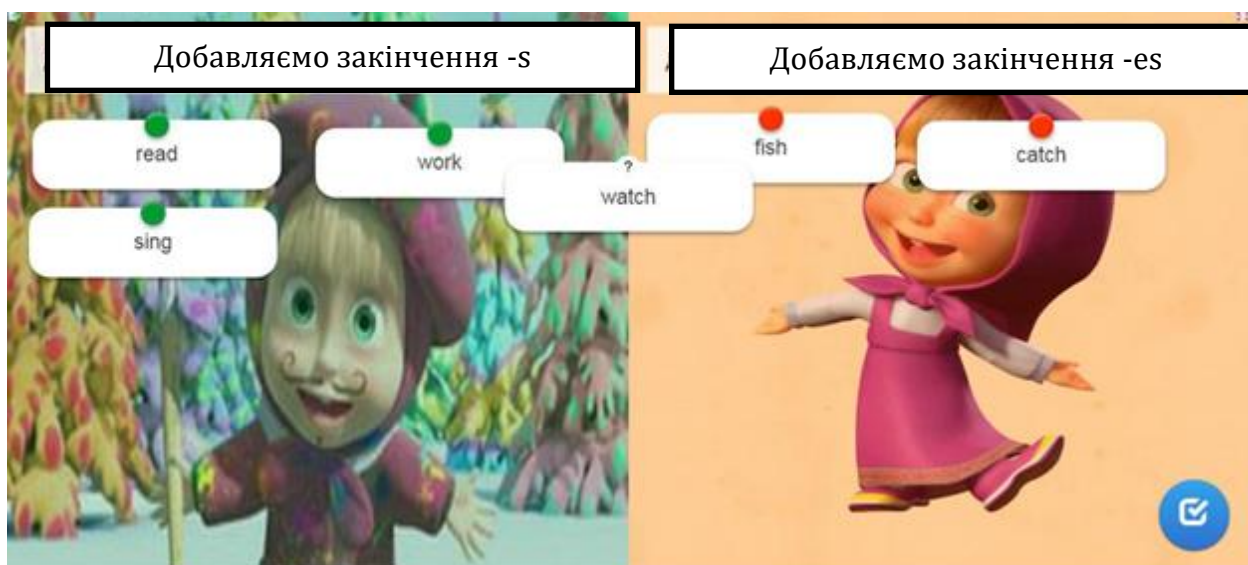 Добавляємо закінчення -s
Добавляємо закінчення -es
read
work
fish
catch
?
watch
sing